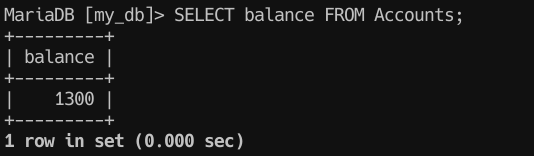 MariaDB [my_db]> SELECT balance FROM Accounts;
+---------+
| balance |
+---------+
|    1300 |
+---------+
1 row in set (0.000 sec)